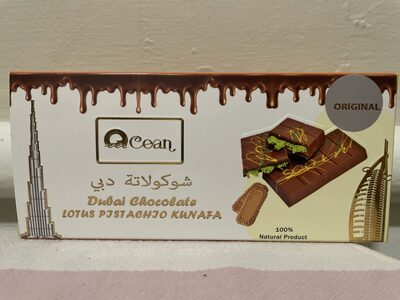 ORIGINAL
Ocean
شوكولاتة دبي
Dubai Chocolate
LOTUS PISTACHIO KUNAFA
100%
Natural Product